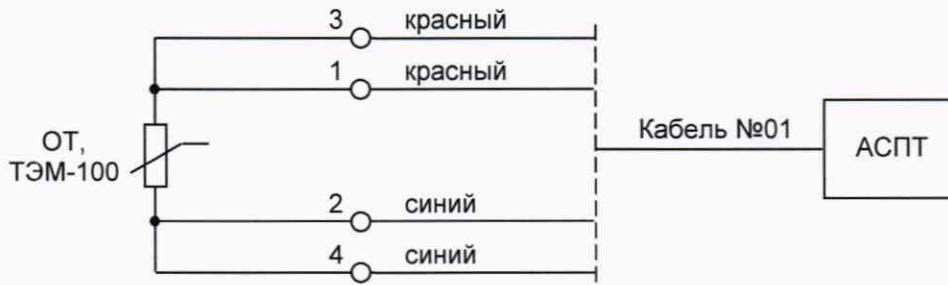 3 красный
1 красный
ОТ,
ТЭМ-100
Кабель №01
АСПТ
2 синий
4 синий